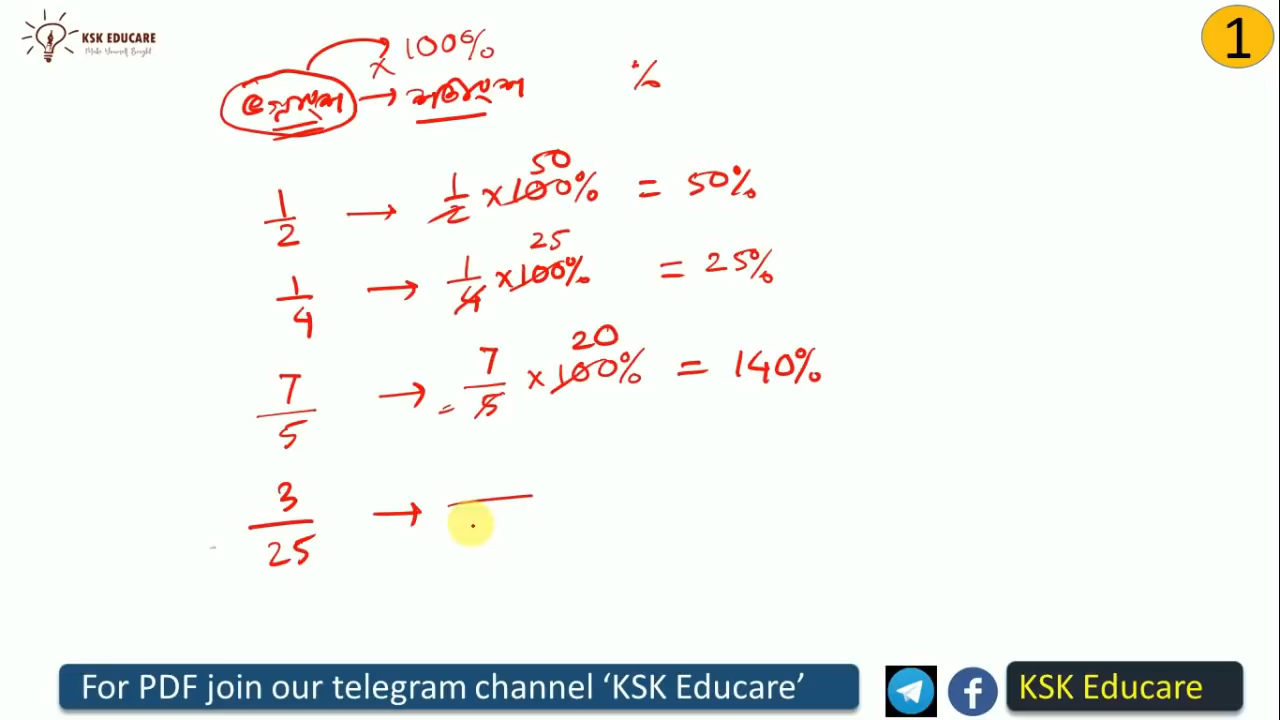 KSK EDUCARE
Make Yourself Bright
1
× 100%
ভগ্নাংশ → শতাংশ %
1/2 → 1/2 × 100% 50 = 50%
1/4 → 1/4 × 100% 25 = 25%
7/5 → = 7/5 × 100% 20 = 140%
3/25 →
For PDF join our telegram channel ‘KSK Educare’
KSK Educare